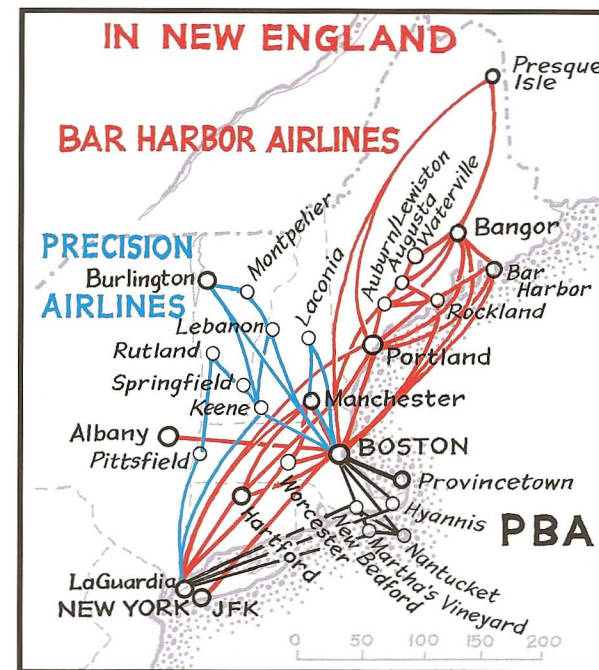 IN NEW ENGLAND
Presque
Isle
BAR HARBOR AIRLINES
Auburn/Lewiston
Augusta
Waterville
Bangor
Montpelier
PRECISION
Burlington
AIRLINES
Laconia
Bar
Harbor
Rockland
Lebanon
Rutland
Portland
Springfield
Keene
Manchester
Albany
BOSTON
Pittsfield
Provincetown
Worcester
Hyannis
PBA
Hartford
New
Bedford
Nantucket
Martha's Vineyard
LaGuardia
NEW YORK
JFK
0 50 100 150 200